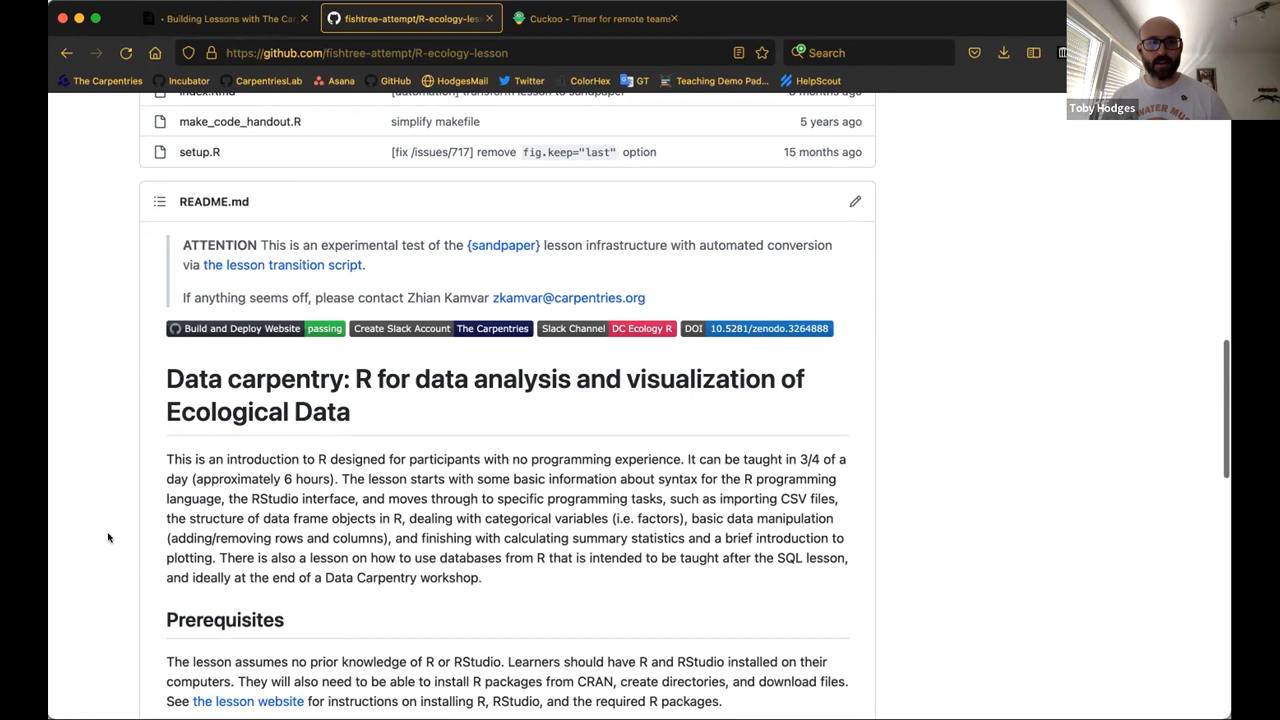 · Building Lessons with The Car
fishtree-attempt/R-ecology-les
Cuckoo - Timer for remote teams
https://github.com/fishtree-attempt/R-ecology-lesson
Search
The Carpentries
Incubator
CarpentriesLab
Asana
GitHub
HodgesMail
Twitter
ColorHex
GT
Teaching Demo Pad...
HelpScout
Toby Hodges
index.Rmd [automation] transform lesson to sandpaper months ago
make_code_handout.R simplify makefile 5 years ago
setup.R [fix /issues/717] remove fig.keep="last" option 15 months ago
README.md
ATTENTION This is an experimental test of the {sandpaper} lesson infrastructure with automated conversion
via the lesson transition script.
If anything seems off, please contact Zhian Kamvar zkamvar@carpentries.org
Build and Deploy Website passing Create Slack Account The Carpentries Slack Channel DC Ecology R DOI 10.5281/zenodo.3264888
Data carpentry: R for data analysis and visualization of
Ecological Data
This is an introduction to R designed for participants with no programming experience. It can be taught in 3/4 of a
day (approximately 6 hours). The lesson starts with some basic information about syntax for the R programming
language, the RStudio interface, and moves through to specific programming tasks, such as importing CSV files,
the structure of data frame objects in R, dealing with categorical variables (i.e. factors), basic data manipulation
(adding/removing rows and columns), and finishing with calculating summary statistics and a brief introduction to
plotting. There is also a lesson on how to use databases from R that is intended to be taught after the SQL lesson,
and ideally at the end of a Data Carpentry workshop.
Prerequisites
The lesson assumes no prior knowledge of R or RStudio. Learners should have R and RStudio installed on their
computers. They will also need to be able to install R packages from CRAN, create directories, and download files.
See the lesson website for instructions on installing R, RStudio, and the required R packages.